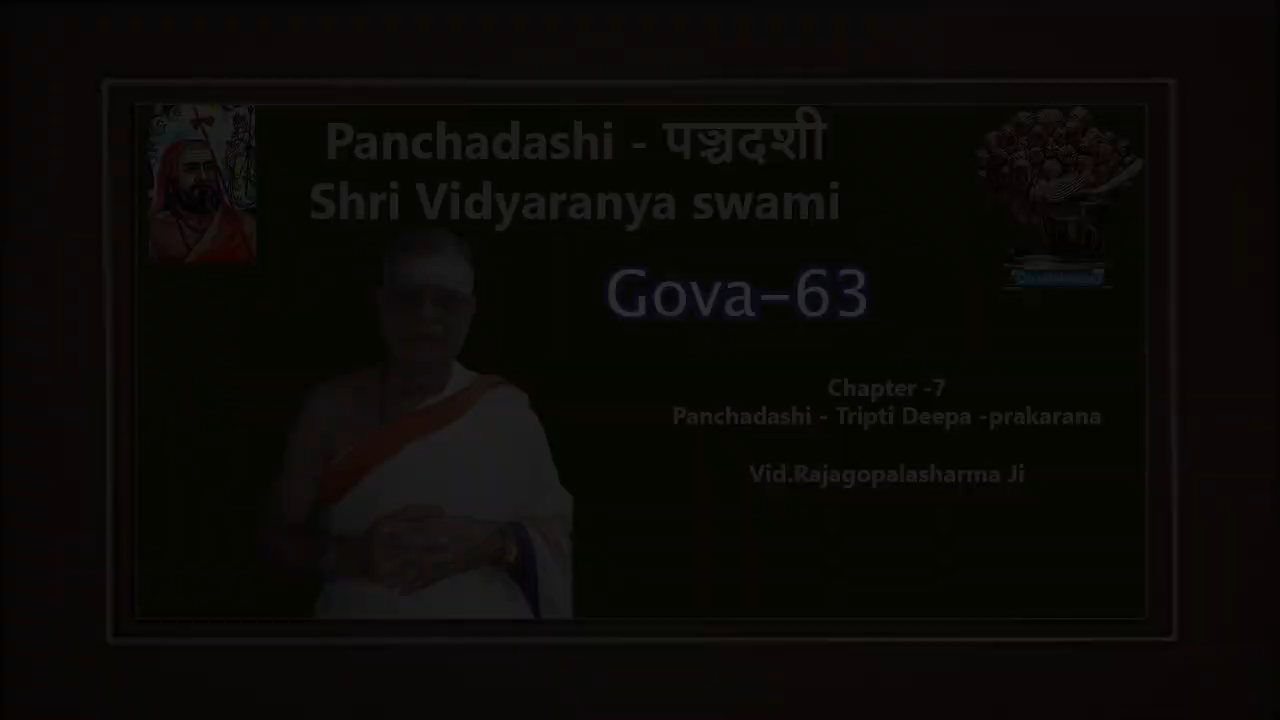 Panchadashi - पञ्चदशी
Shri Vidyaranya swami
Gova-63
Chapter -7
Panchadashi - Tripti Deepa -prakarana
Vid.Rajagopalasharma Ji